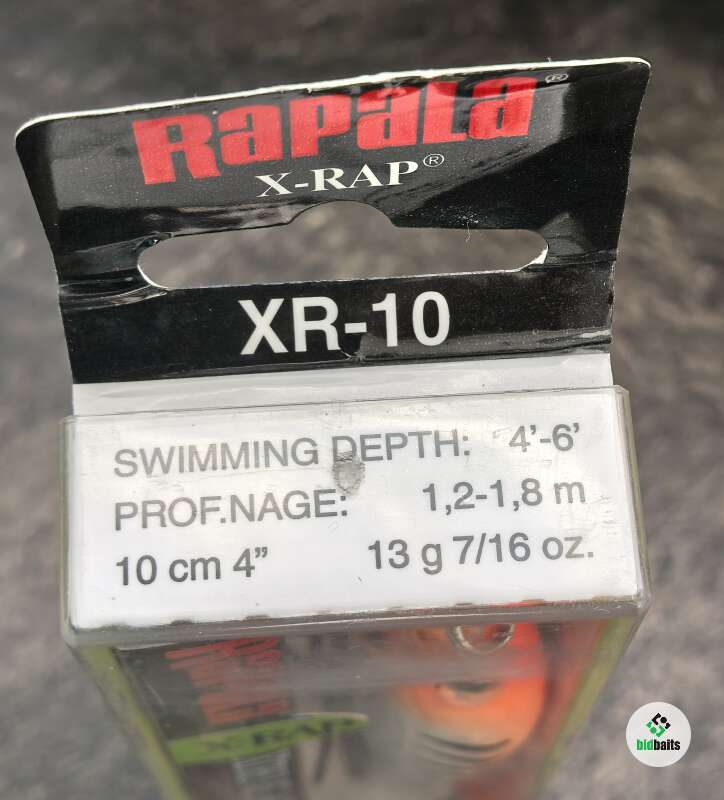 Rapala®
X-RAP®
XR-10
SWIMMING DEPTH: 4'-6'
PROF.NAGE: 1,2-1,8 m
10 cm 4” 13 g 7/16 oz.
X-RAP
bidbaits